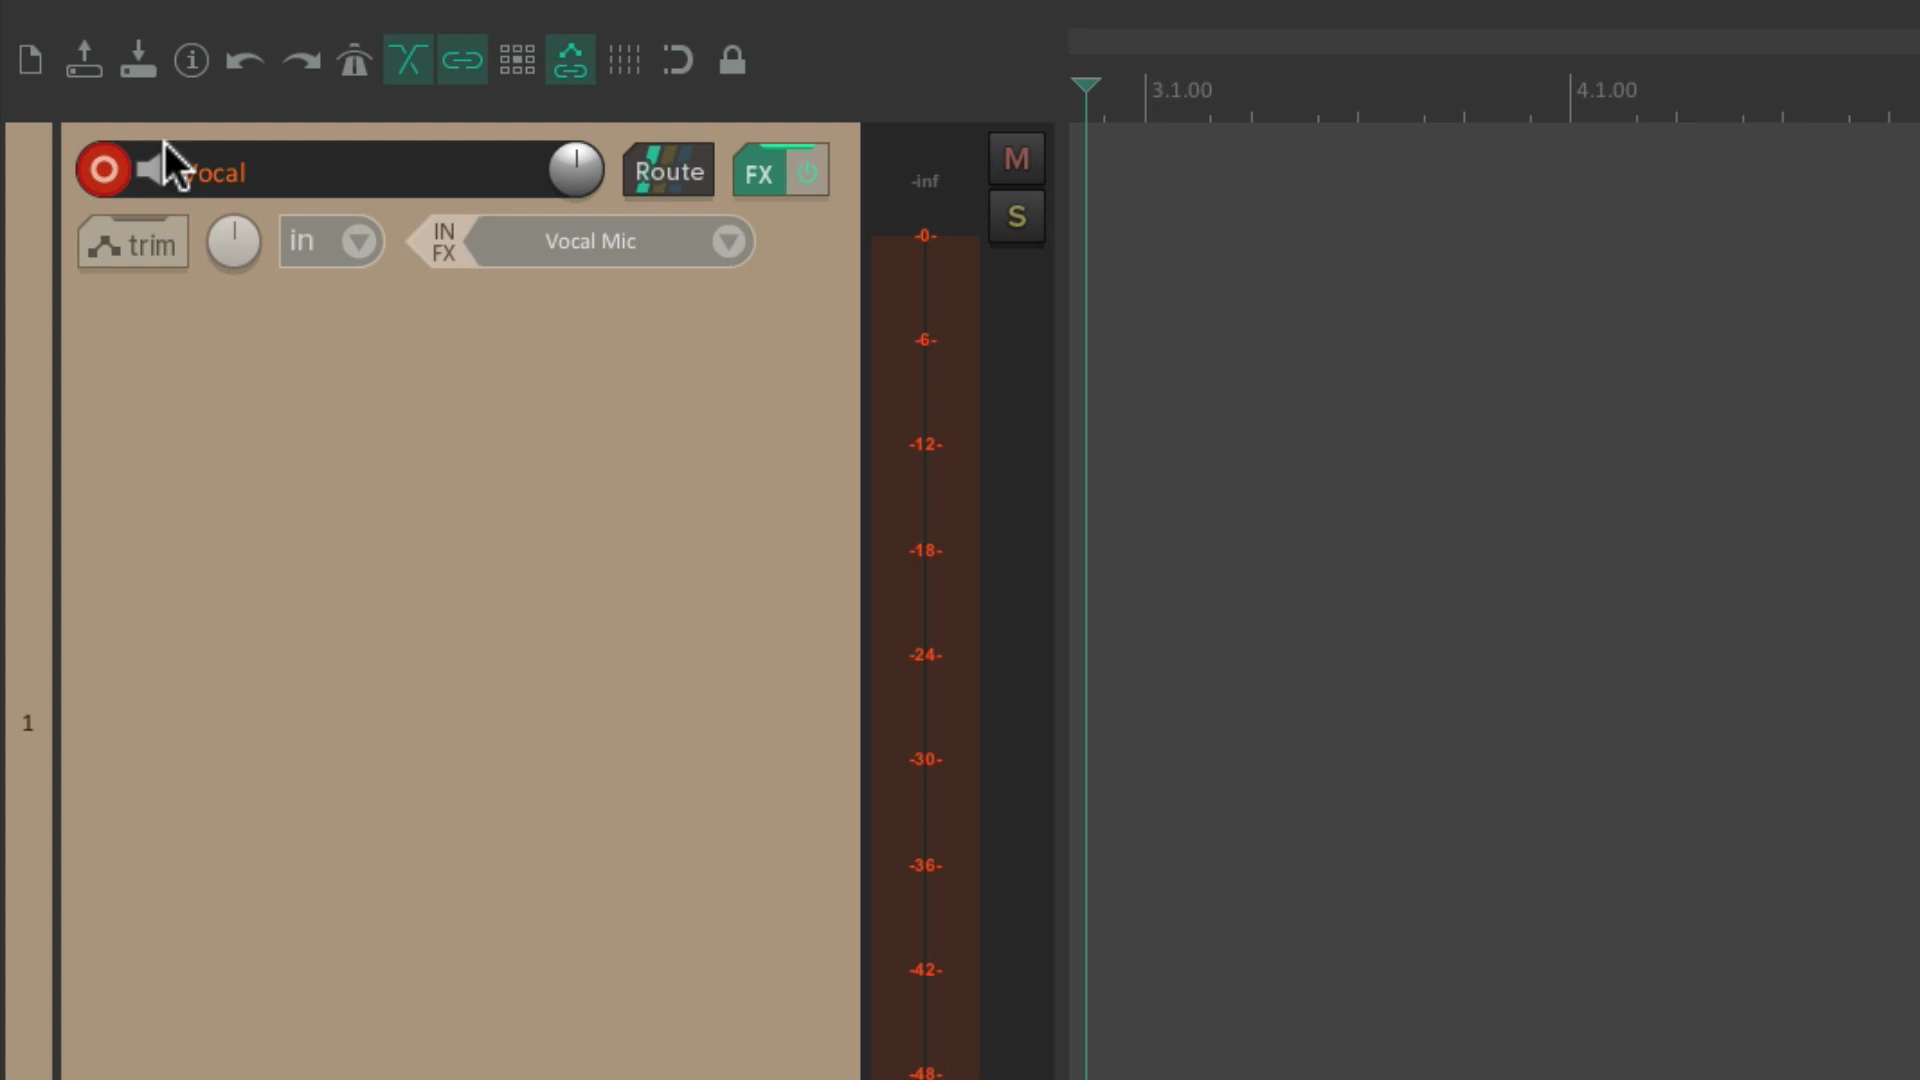 3.1.00
4.1.00
Vocal
Route
FX
-inf
M
S
trim
in
IN
FX
Vocal Mic
-0-
-6-
-12-
-18-
-24-
-30-
-36-
-42-
-48-
1